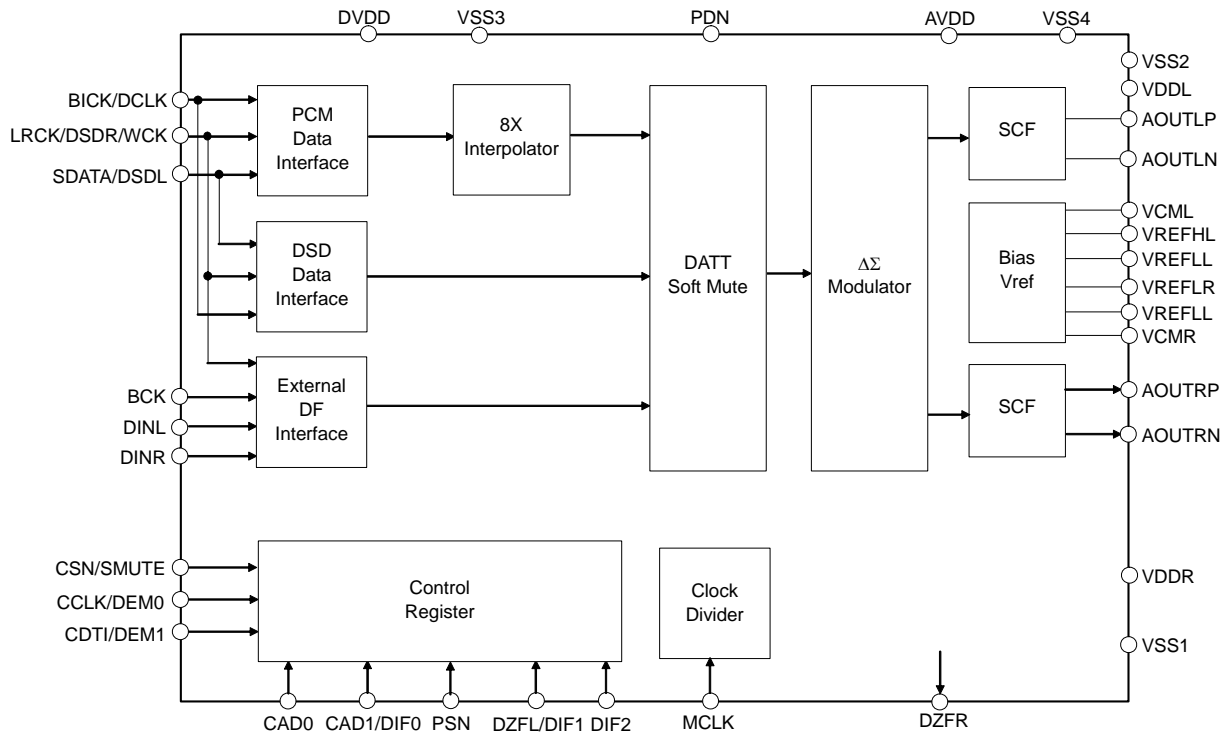 DVDD
VSS3
PDN
AVDD
VSS4
VSS2
VDDL
BICK/DCLK
LRCK/DSDR/WCK
SDATA/DSDL
PCM
Data
Interface
8X
Interpolator
SCF
AOUTLP
AOUTLN
DSD
Data
Interface
DATT
Soft Mute
ΔΣ
Modulator
Bias
Vref
VCML
VREFHL
VREFLL
VREFLR
VREFLL
VCMR
BCK
DINL
DINR
External
DF
Interface
SCF
AOUTRP
AOUTRN
CSN/SMUTE
CCLK/DEM0
CDTI/DEM1
Control
Register
Clock
Divider
VDDR
VSS1
CAD0
CAD1/DIF0
PSN
DZFL/DIF1
DIF2
MCLK
DZFR